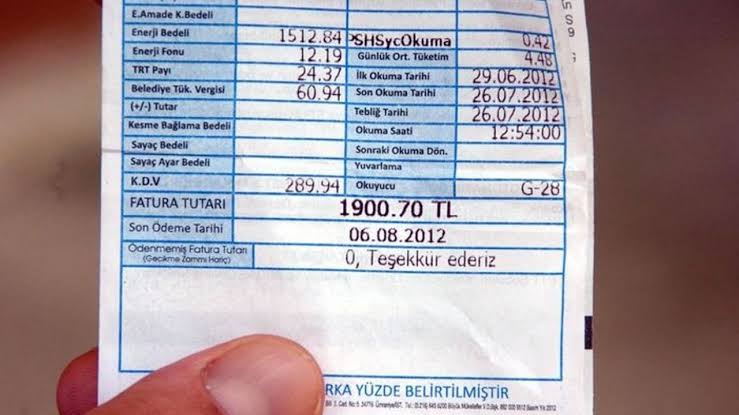 E.Amade K.Bedeli
Enerji Bedeli 1512.84 >SHSycOkuma 0.42
Enerji Fonu 12.19 Günlük Ort. Tüketim 4.48
TRT Payı 24.37 İlk Okuma Tarihi 29.06.2012
Belediye Tük. Vergisi 60.94 Son Okuma Tarihi 26.07.2012
(+/-) Tutar Tebliğ Tarihi 26.07.2012
Kesme Bağlama Bedeli Okuma Saati 12:54:00
Sayaç Bedeli Sonraki Okuma Dön.
Sayaç Ayar Bedeli Yuvarlama
K.D.V 289.94 Okuyucu G-28
FATURA TUTARI 1900.70 TL
Son Ödeme Tarihi 06.08.2012
Ödenmemiş Fatura Tutarı 0, Teşekkür ederiz
(Gecikme Zammı Hariç)
RKA YÜZDE BELİRTİLMİŞTİR